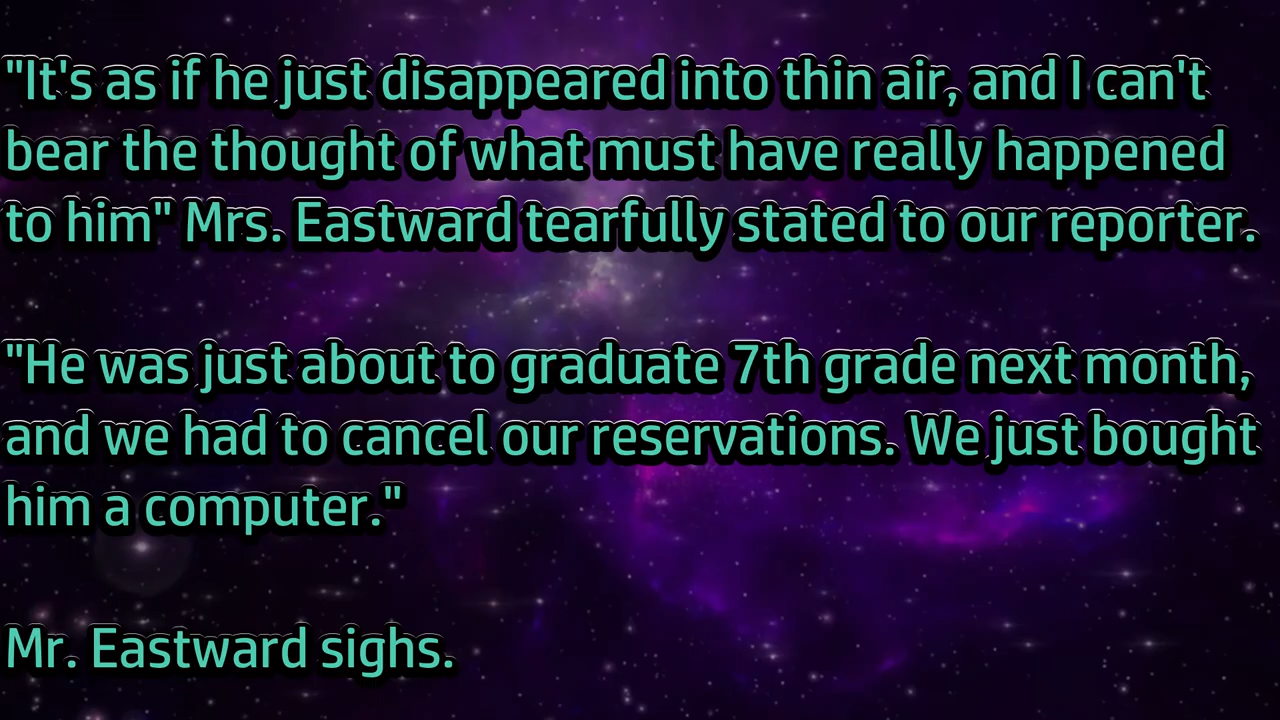 "It's as if he just disappeared into thin air, and I can't
bear the thought of what must have really happened
to him" Mrs. Eastward tearfully stated to our reporter.
"He was just about to graduate 7th grade next month,
and we had to cancel our reservations. We just bought
him a computer."
Mr. Eastward sighs.